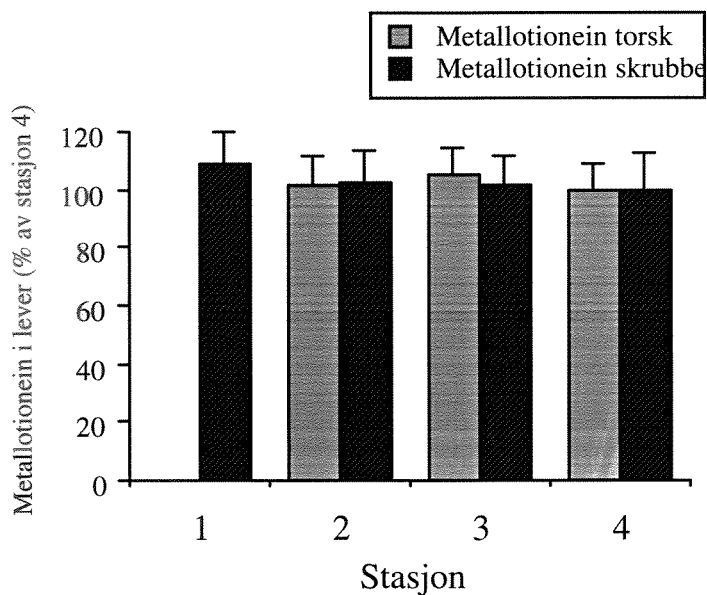 Metallotionein torsk
Metallotionein skrubbe
Metallotionein i lever (% av stasjon 4)
120
100
80
60
40
20
0
1 2 3 4
Stasjon